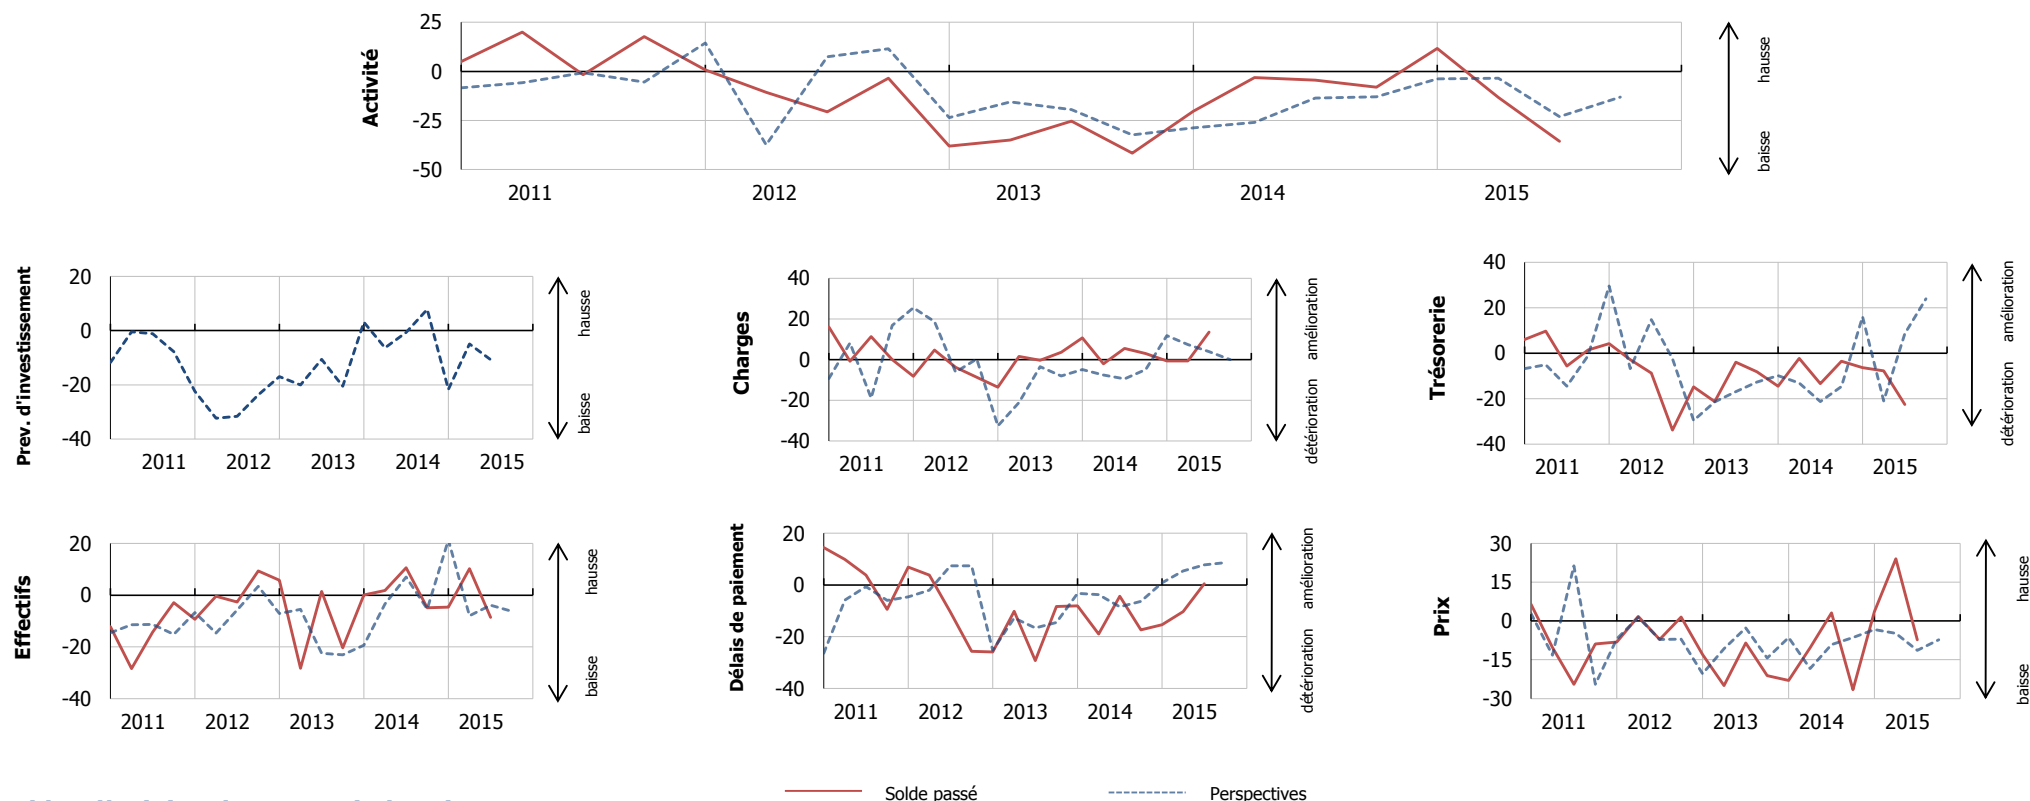 Activité
25
0
-25
-50
2011 2012 2013 2014 2015
hausse
baisse
Prev. d'investissement
20
0
-20
-40
2011 2012 2013 2014 2015
hausse
baisse
Charges
40
20
0
-20
-40
2011 2012 2013 2014 2015
amélioration
détérioration
Trésorerie
40
20
0
-20
-40
2011 2012 2013 2014 2015
amélioration
détérioration
Effectifs
20
0
-20
-40
2011 2012 2013 2014 2015
hausse
baisse
Délais de paiement
20
0
-20
-40
2011 2012 2013 2014 2015
amélioration
détérioration
Prix
30
15
0
-15
-30
2011 2012 2013 2014 2015
hausse
baisse
Solde passé
Perspectives